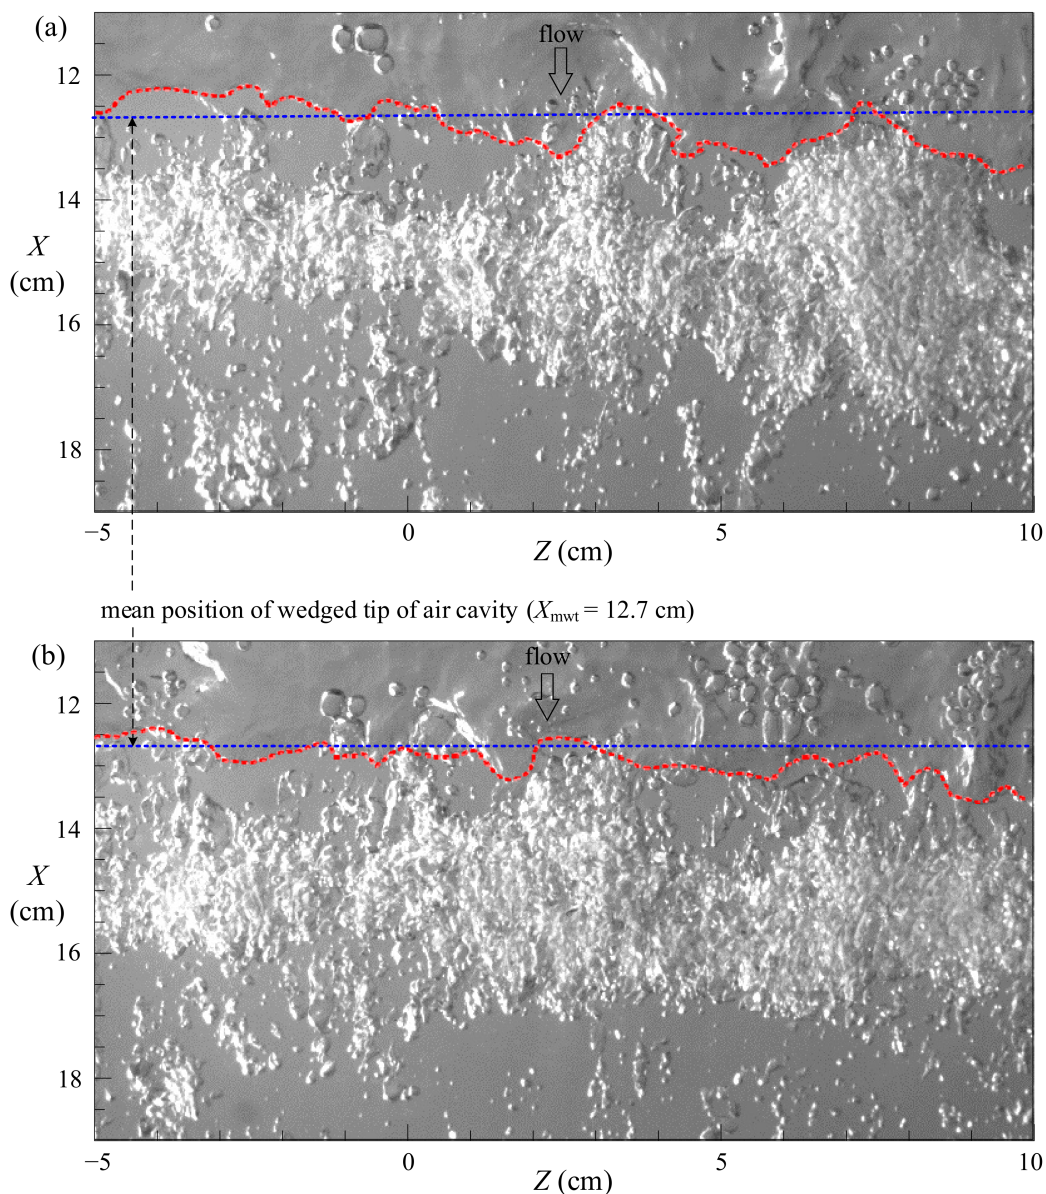 (a)
flow
12
14
X
(cm)
16
18
−5
0
5
10
Z (cm)
mean position of wedged tip of air cavity (Xmwt = 12.7 cm)
(b)
flow
12
14
X
(cm)
16
18
−5
0
5
10
Z (cm)